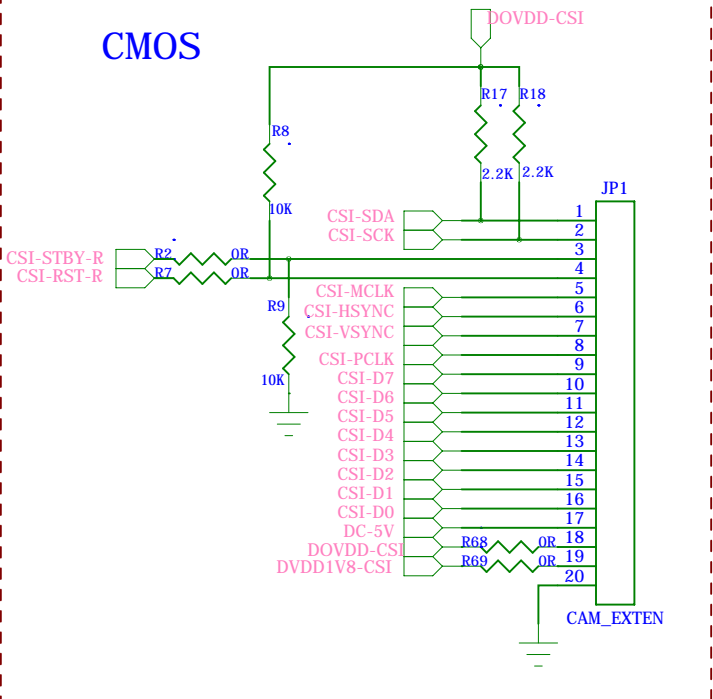 DOVDD-CSI
CMOS
R17 R18
R8
2.2K 2.2K
JP1
10K
CSI-SDA 1
CSI-SCK 2
3
CSI-STBY-R R2 0R
CSI-RST-R R7 0R 4
CSI-MCLK 5
R9 CSI-HSYNC 6
CSI-VSYNC 7
8
CSI-PCLK 9
10K CSI-D7 10
CSI-D6 11
CSI-D5 12
CSI-D4 13
CSI-D3 14
CSI-D2 15
CSI-D1 16
CSI-D0 17
DC-5V 18
DOVDD-CSI R68 0R 19
DVDD1V8-CSI R69 0R 20
CAM_EXTEN